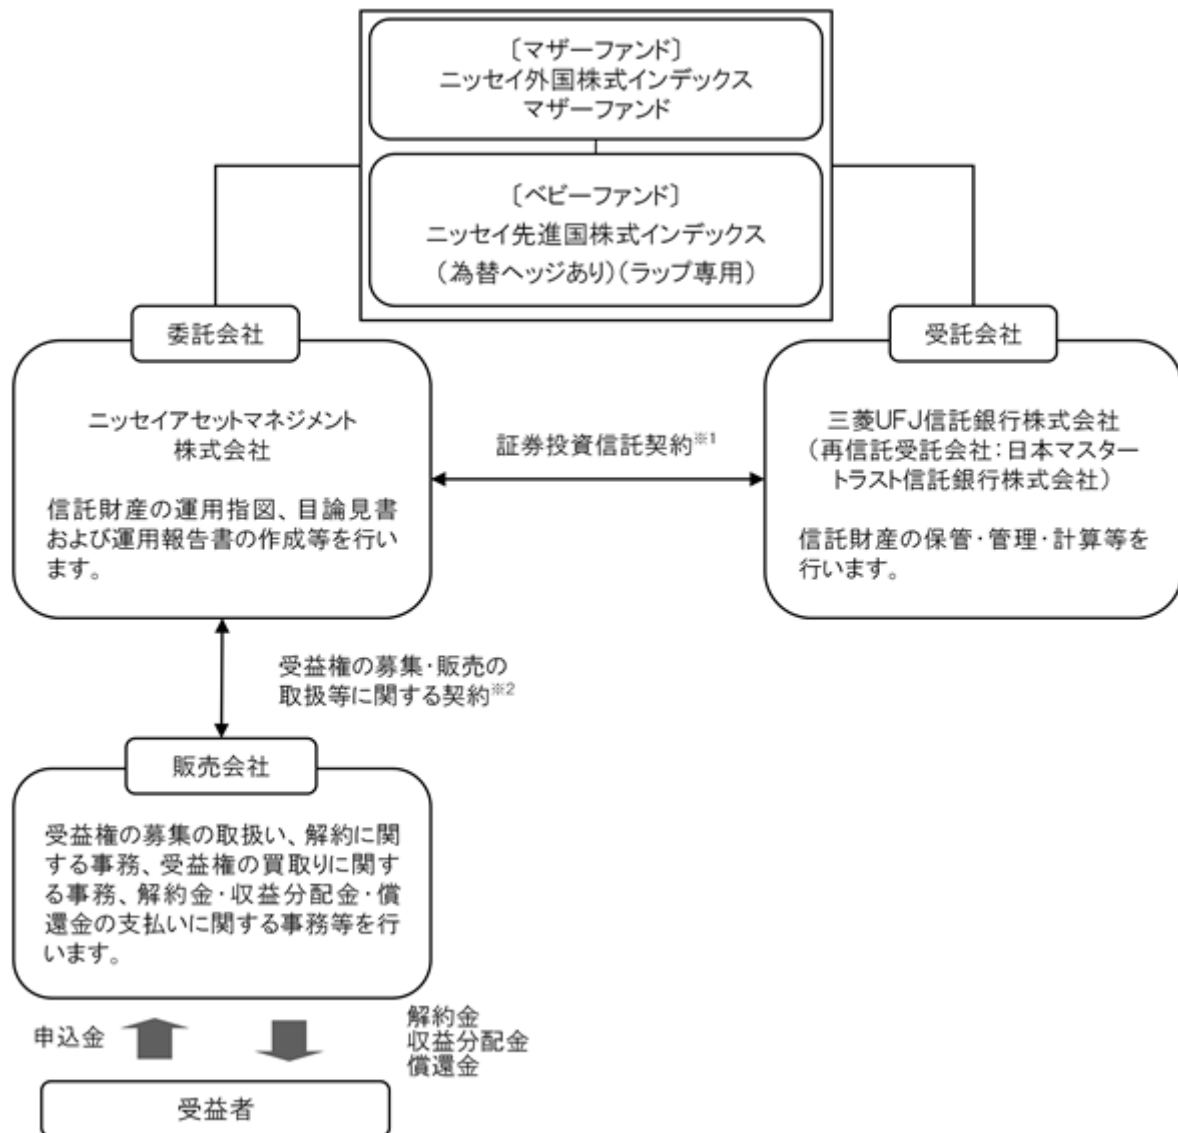 〔マザーファンド〕
ニッセイ外国株式インデックス
マザーファンド
〔ベビーファンド〕
ニッセイ先進国株式インデックス
（為替ヘッジあり）（ラップ専用）
委託会社
ニッセイアセットマネジメント
株式会社
信託財産の運用指図、目論見書
および運用報告書の作成等を行い
ます。
証券投資信託契約※1
受託会社
三菱UFJ信託銀行株式会社
（再信託受託会社：日本マスター
トラスト信託銀行株式会社）
信託財産の保管・管理・計算等を
行います。
受益権の募集・販売の
取扱等に関する契約※2
販売会社
受益権の募集の取扱い、解約に関
する事務、受益権の買取りに関す
る事務、解約金・収益分配金・償
還金の支払いに関する事務等を行
います。
申込金
解約金
収益分配金
償還金
受益者